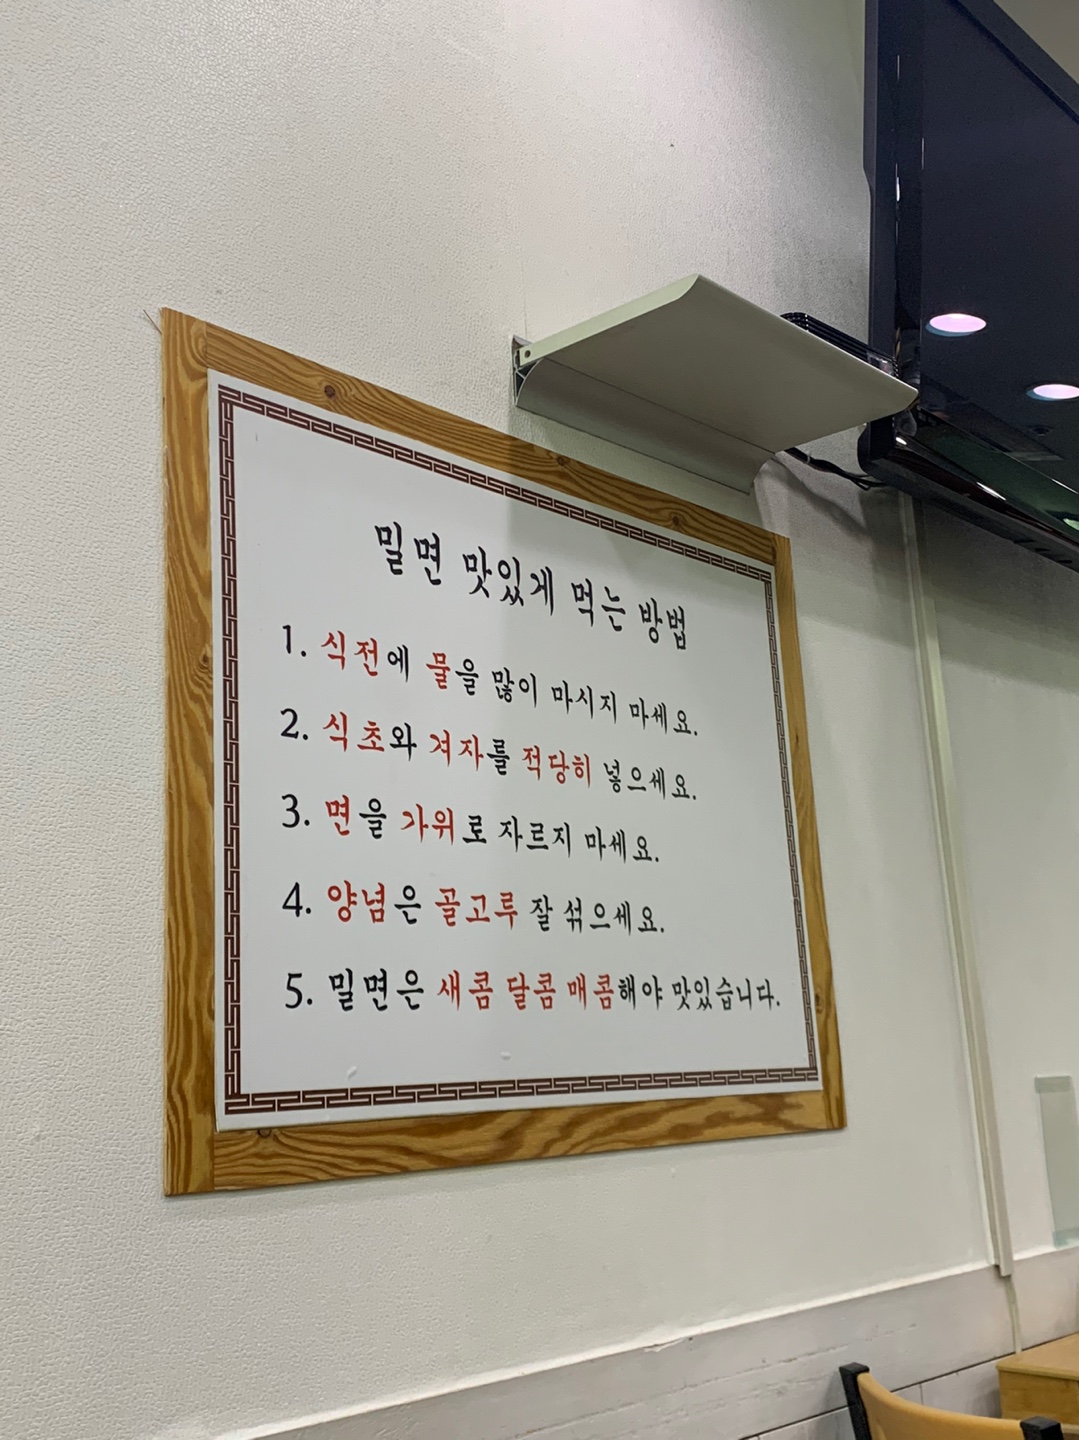 밀면 맛있게 먹는 방법
1. 식전에 물을 많이 마시지 마세요.
2. 식초와 겨자를 적당히 넣으세요.
3. 면을 가위로 자르지 마세요.
4. 양념은 골고루 잘 섞으세요.
5. 밀면은 새콤 달콤 매콤해야 맛있습니다.